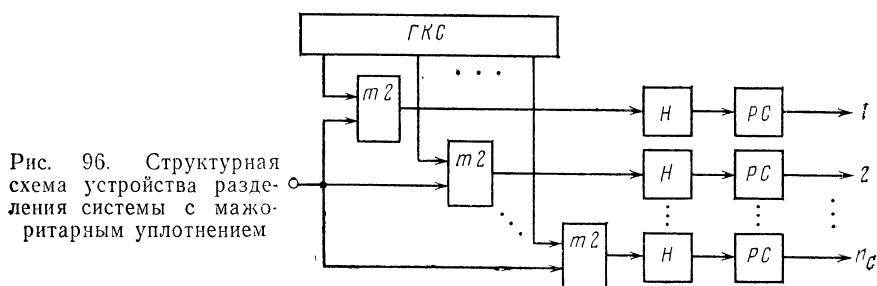 ГКС
m2
Н
РС
1
m2
Н
РС
2
m2
Н
РС
nс
Рис. 96. Структурная
схема устройства разде-
ления системы с мажо-
ритарным уплотнением